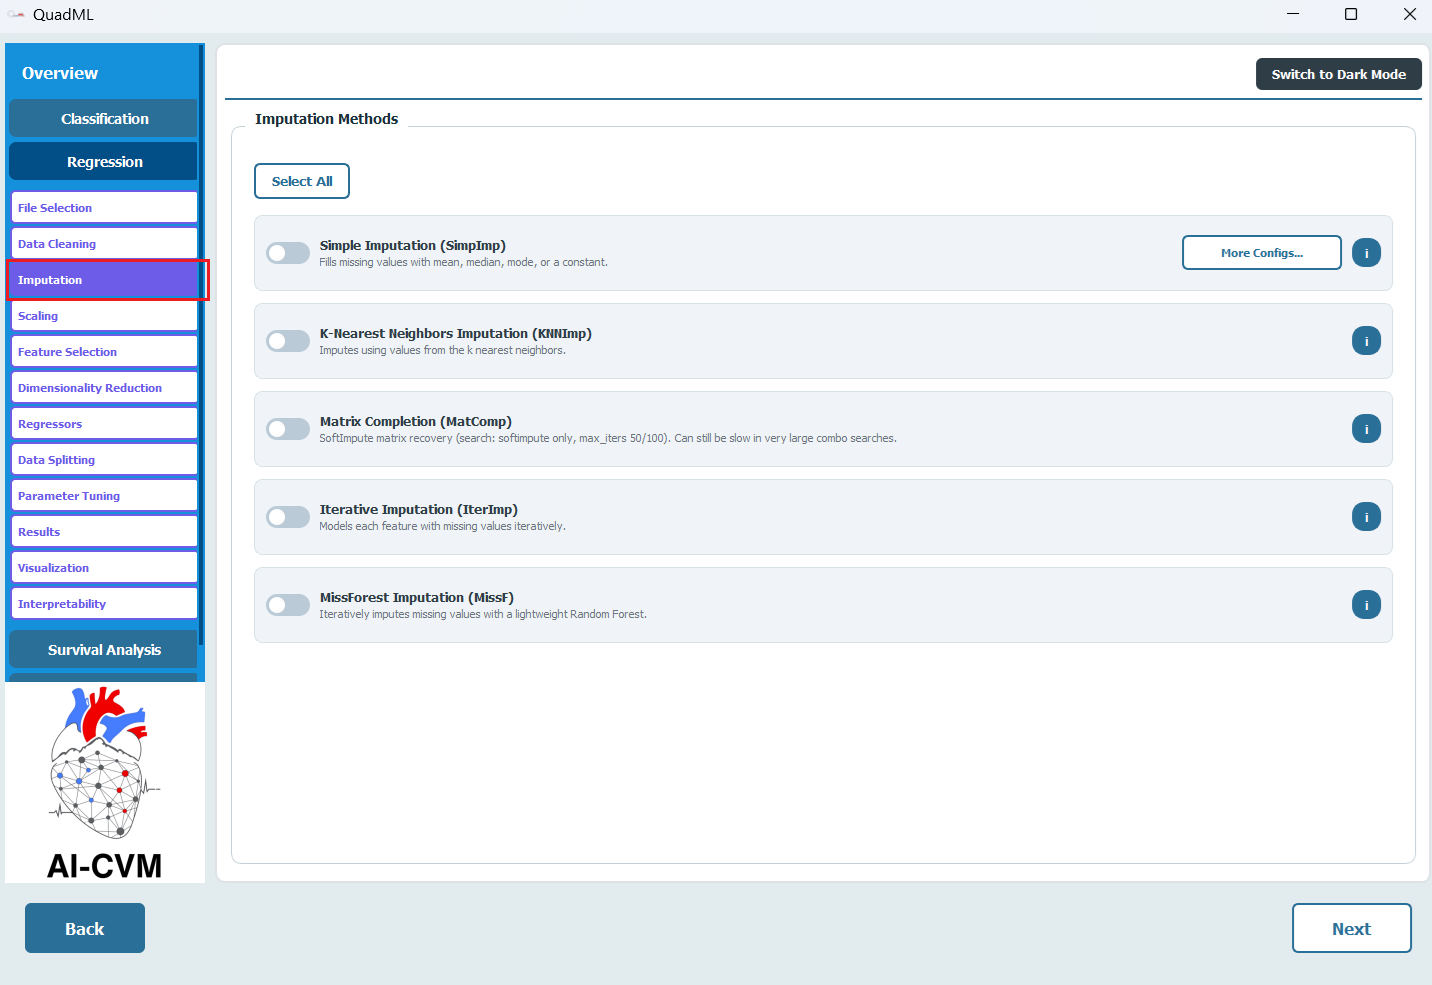 QuadML
Overview
Classification
Regression
File Selection
Data Cleaning
Imputation
Scaling
Feature Selection
Dimensionality Reduction
Regressors
Data Splitting
Parameter Tuning
Results
Visualization
Interpretability
Survival Analysis
AI-CVM
Switch to Dark Mode
Imputation Methods
Select All
Simple Imputation (SimpImp)
Fills missing values with mean, median, mode, or a constant.
More Configs...
i
K-Nearest Neighbors Imputation (KNNImp)
Imputes using values from the k nearest neighbors.
i
Matrix Completion (MatComp)
SoftImpute matrix recovery (search: softimpute only, max_iters 50/100). Can still be slow in very large combo searches.
i
Iterative Imputation (IterImp)
Models each feature with missing values iteratively.
i
MissForest Imputation (MissF)
Iteratively imputes missing values with a lightweight Random Forest.
i
Back
Next